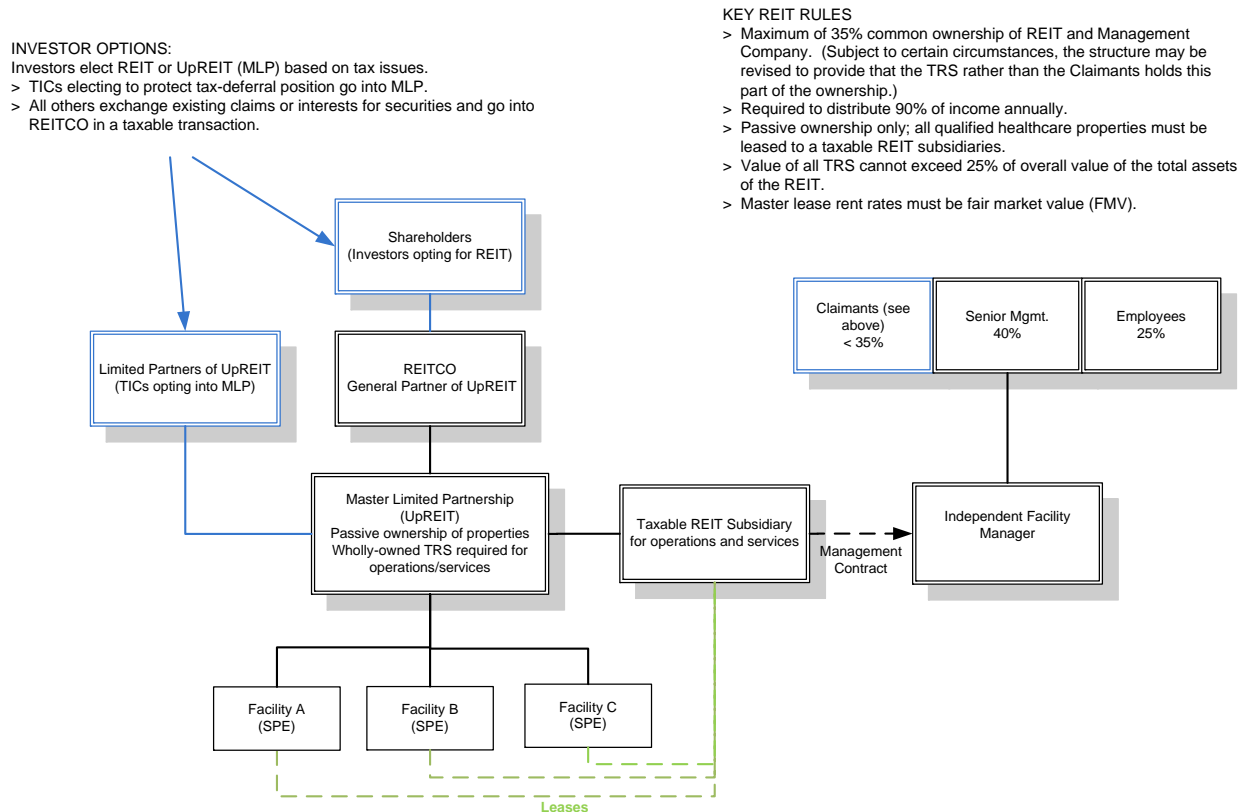 INVESTOR OPTIONS:
Investors elect REIT or UpREIT (MLP) based on tax issues.
> TICs electing to protect tax-deferral position go into MLP.
> All others exchange existing claims or interests for securities and go into
REITCO in a taxable transaction.
KEY REIT RULES
> Maximum of 35% common ownership of REIT and Management
Company.  (Subject to certain circumstances, the structure may be
revised to provide that the TRS rather than the Claimants holds this
part of the ownership.)
> Required to distribute 90% of income annually.
> Passive ownership only; all qualified healthcare properties must be
leased to a taxable REIT subsidiaries.
> Value of all TRS cannot exceed 25% of overall value of the total assets
of the REIT.
> Master lease rent rates must be fair market value (FMV).
Shareholders
(Investors opting for REIT)
Claimants (see
above)
< 35%
Senior Mgmt.
40%
Employees
25%
Limited Partners of UpREIT
(TICs opting into MLP)
REITCO
General Partner of UpREIT
Master Limited Partnership
(UpREIT)
Passive ownership of properties
Wholly-owned TRS required for
operations/services
Taxable REIT Subsidiary
for operations and services
Management
Contract
Independent Facility
Manager
Facility A
(SPE)
Facility B
(SPE)
Facility C
(SPE)
Leases